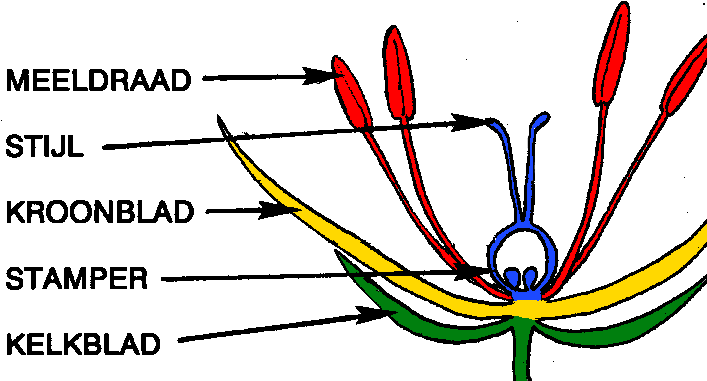 MEELDRAAD
STIJL
KROONBLAD
STAMPER
KELKBLAD